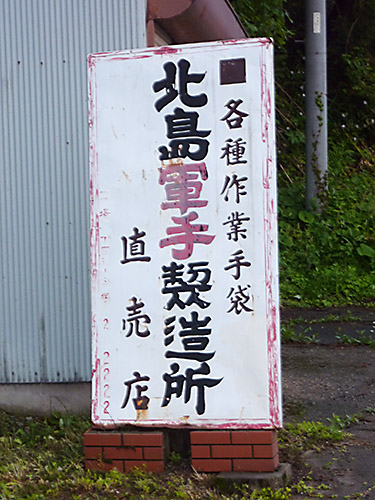 ■各種作業手袋
北島軍手製造所
直売店